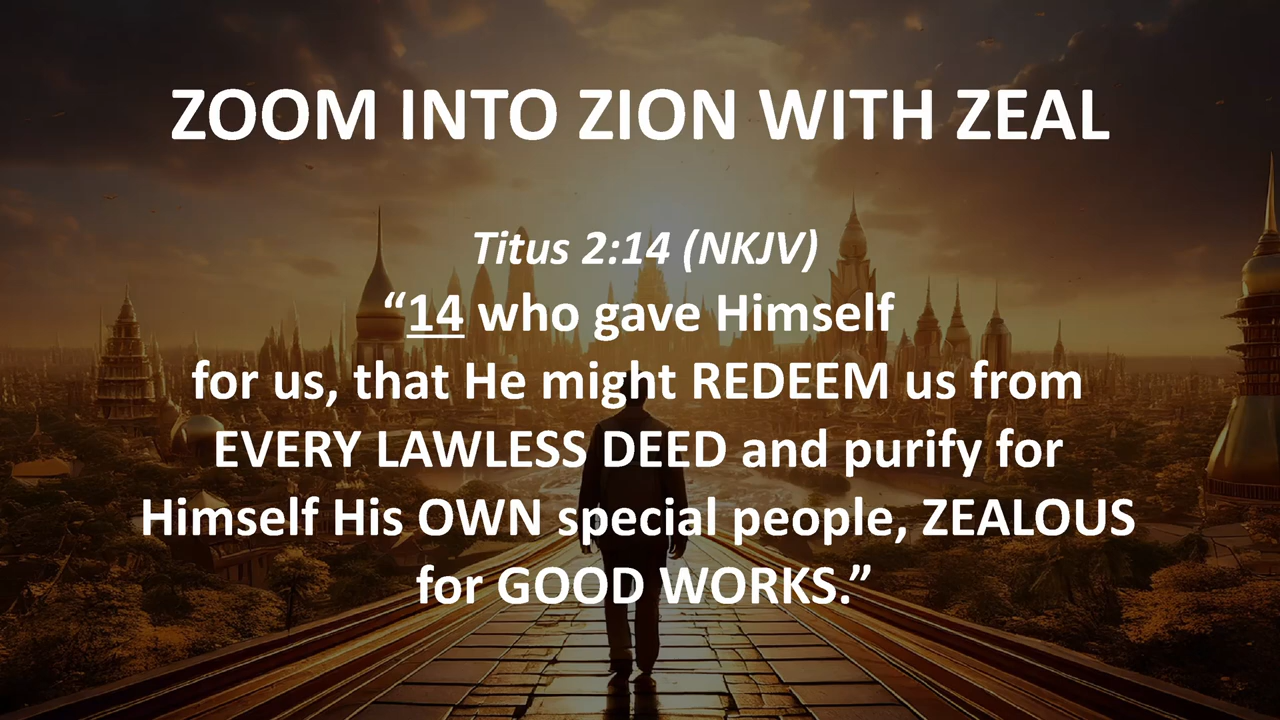 ZOOM INTO ZION WITH ZEAL
Titus 2:14 (NKJV)
“14 who gave Himself
for us, that He might REDEEM us from
EVERY LAWLESS DEED and purify for
Himself His OWN special people, ZEALOUS
for GOOD WORKS.”